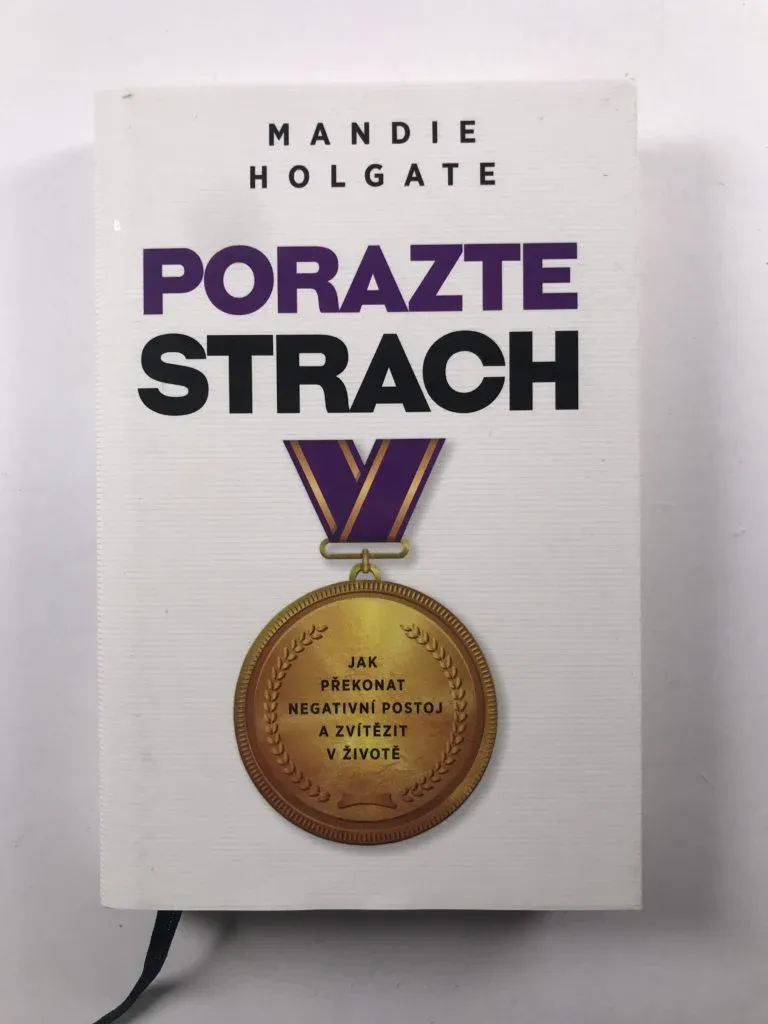 MANDIE
HOLGATE
PORAZTE
STRACH
JAK
PŘEKONAT
NEGATIVNÍ POSTOJ
A ZVÍTĚZIT
V ŽIVOTĚ